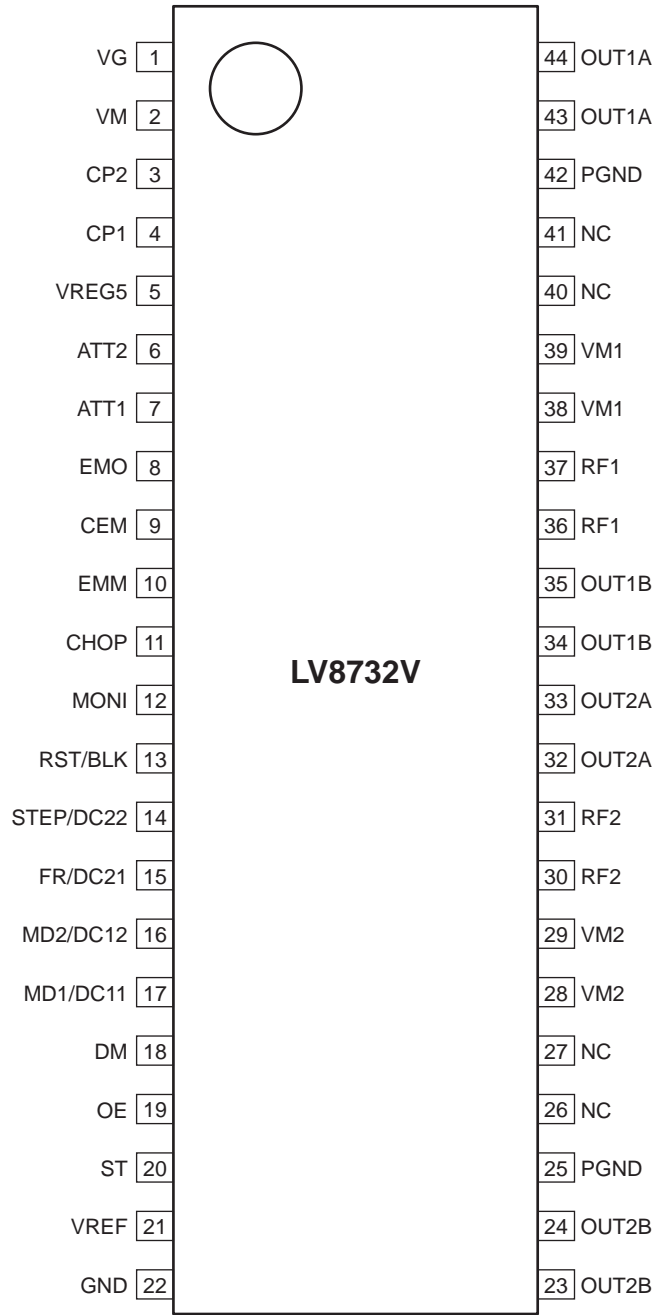 VG 1 44 OUT1A
VM 2 43 OUT1A
CP2 3 42 PGND
CP1 4 41 NC
VREG5 5 40 NC
ATT2 6 39 VM1
ATT1 7 38 VM1
EMO 8 37 RF1
CEM 9 36 RF1
EMM 10 35 OUT1B
CHOP 11 34 OUT1B
LV8732V
MONI 12 33 OUT2A
RST/BLK 13 32 OUT2A
STEP/DC22 14 31 RF2
FR/DC21 15 30 RF2
MD2/DC12 16 29 VM2
MD1/DC11 17 28 VM2
DM 18 27 NC
OE 19 26 NC
ST 20 25 PGND
VREF 21 24 OUT2B
GND 22 23 OUT2B